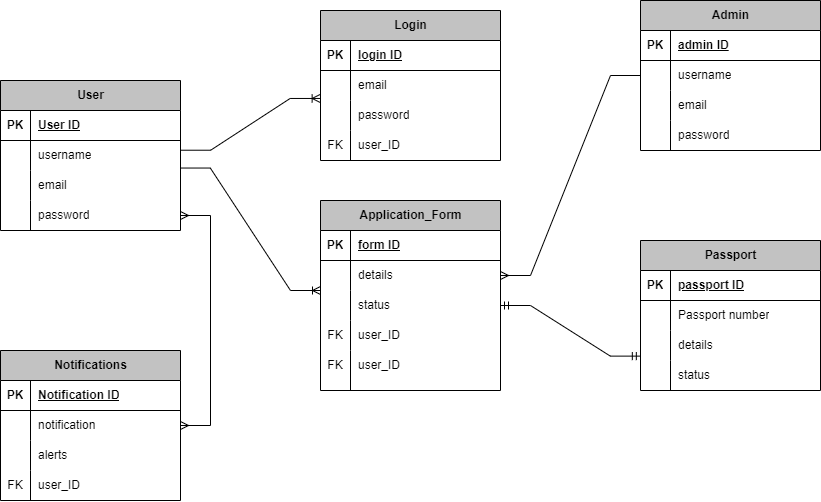 User
PK User ID
username
email
password
Login
PK login ID
email
password
FK user_ID
Admin
PK admin ID
username
email
password
Application_Form
PK form ID
details
status
FK user_ID
FK user_ID
Passport
PK passport ID
Passport number
details
status
Notifications
PK Notification ID
notification
alerts
FK user_ID